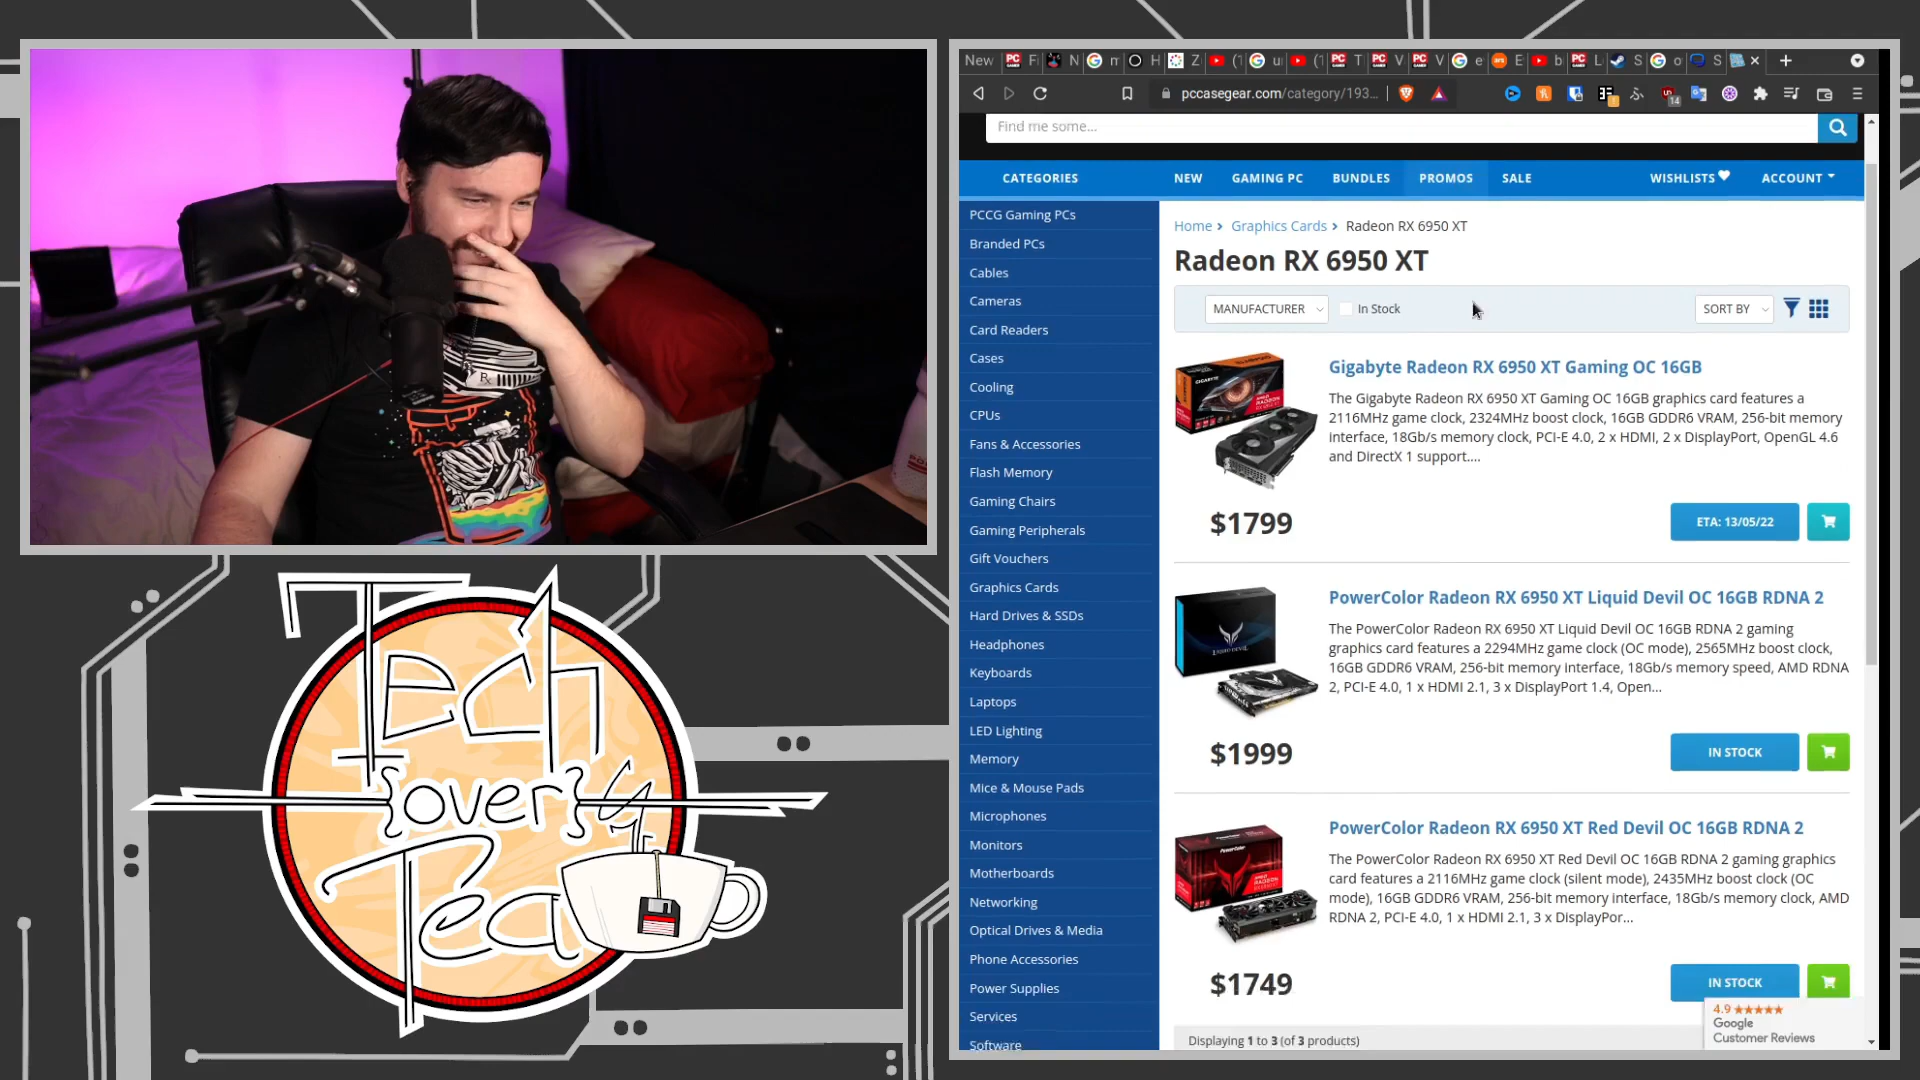 New
pccasegear.com/category/193...
14
Find me some...
CATEGORIES
NEW
GAMING PC
BUNDLES
PROMOS
SALE
WISHLISTS
ACCOUNT
PCCG Gaming PCs
Branded PCs
Cables
Cameras
Card Readers
Cases
Cooling
CPUs
Fans & Accessories
Flash Memory
Gaming Chairs
Gaming Peripherals
Gift Vouchers
Graphics Cards
Hard Drives & SSDs
Headphones
Keyboards
Laptops
LED Lighting
Memory
Mice & Mouse Pads
Microphones
Monitors
Motherboards
Networking
Optical Drives & Media
Phone Accessories
Power Supplies
Services
Software
Home › Graphics Cards › Radeon RX 6950 XT
Radeon RX 6950 XT
MANUFACTURER
In Stock
SORT BY
Gigabyte Radeon RX 6950 XT Gaming OC 16GB
The Gigabyte Radeon RX 6950 XT Gaming OC 16GB graphics card features a
2116MHz game clock, 2324MHz boost clock, 16GB GDDR6 VRAM, 256-bit memory
interface, 18Gb/s memory clock, PCI-E 4.0, 2 x HDMI, 2 x DisplayPort, OpenGL 4.6
and DirectX 1 support....
$1799
ETA: 13/05/22
PowerColor Radeon RX 6950 XT Liquid Devil OC 16GB RDNA 2
The PowerColor Radeon RX 6950 XT Liquid Devil OC 16GB RDNA 2 gaming
graphics card features a 2294MHz game clock (OC mode), 2565MHz boost clock,
16GB GDDR6 VRAM, 256-bit memory interface, 18Gb/s memory speed, AMD RDNA
2, PCI-E 4.0, 1 x HDMI 2.1, 3 x DisplayPort 1.4, Open...
$1999
IN STOCK
PowerColor Radeon RX 6950 XT Red Devil OC 16GB RDNA 2
The PowerColor Radeon RX 6950 XT Red Devil OC 16GB RDNA 2 gaming graphics
card features a 2116MHz game clock (silent mode), 2435MHz boost clock (OC
mode), 16GB GDDR6 VRAM, 256-bit memory interface, 18Gb/s memory clock, AMD
RDNA 2, PCI-E 4.0, 1 x HDMI 2.1, 3 x DisplayPor...
$1749
IN STOCK
4.9 ★★★★★
Google
Customer Reviews
Displaying 1 to 3 (of 3 products)
Tech
{over}
Tea